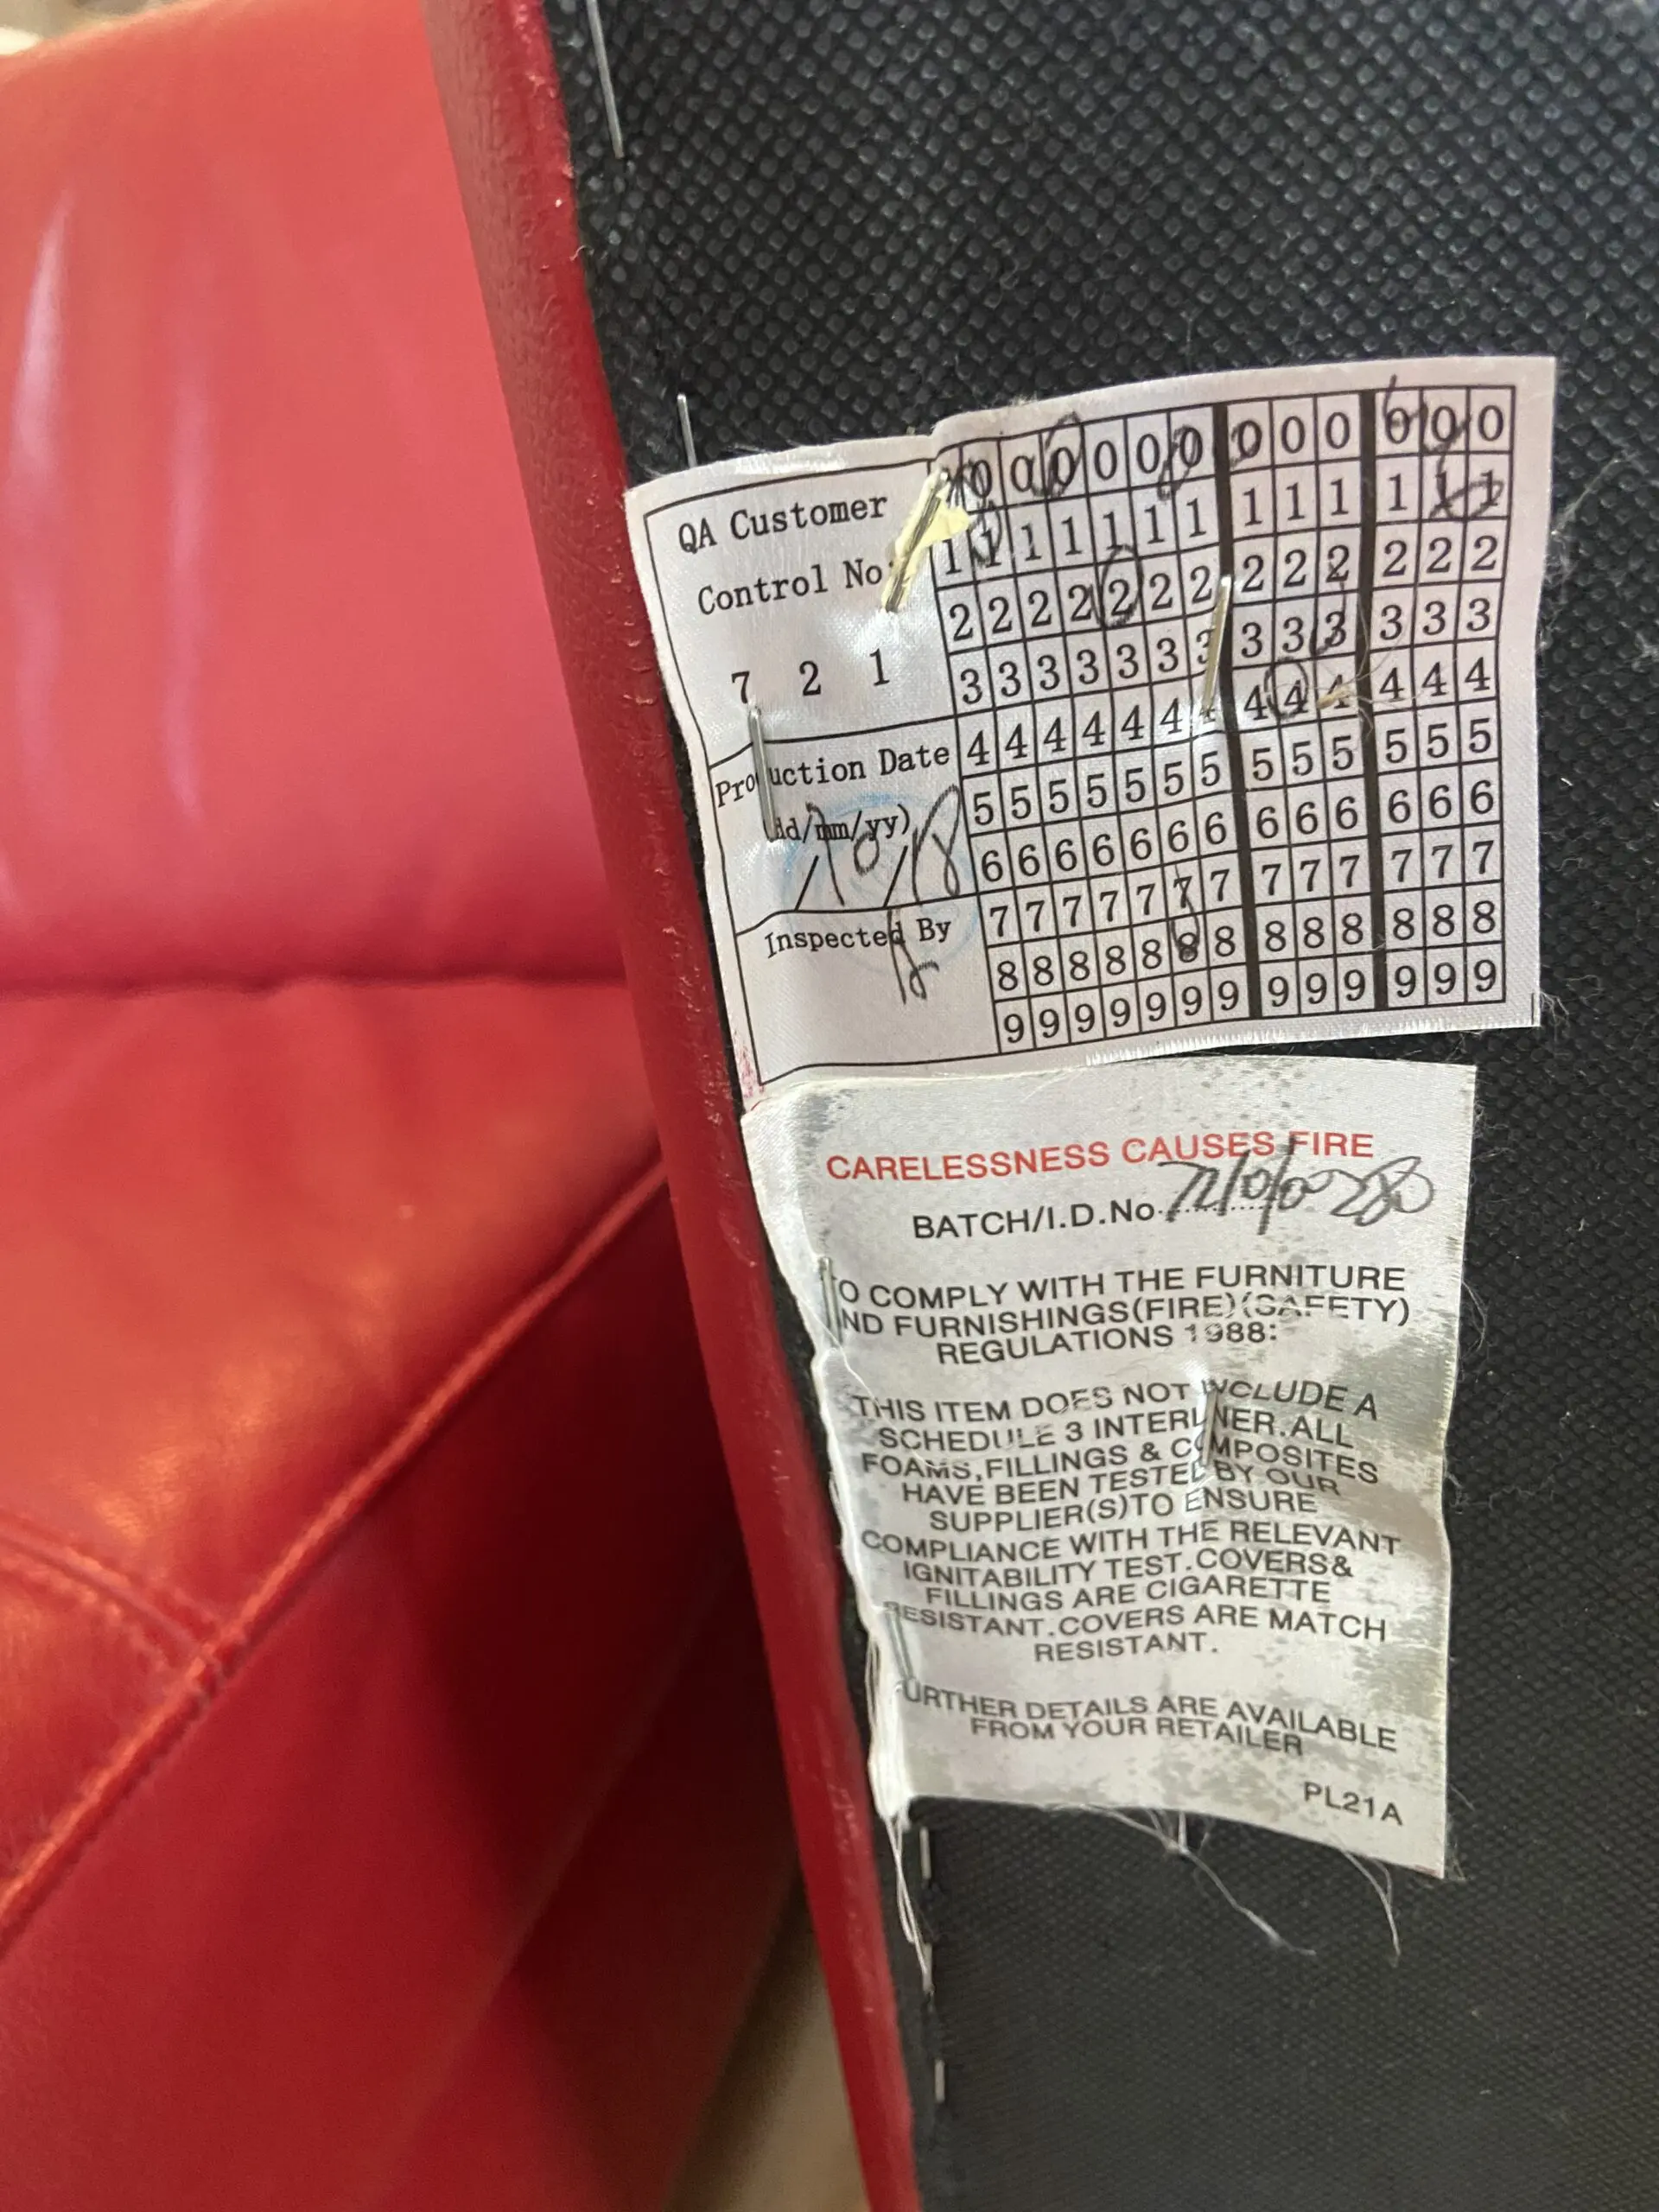 QA Customer
Control No
7 2 1
0 0 0 0 0 0 0 0 0 0 0 0
1 1 1 1 1 1 1 1 1 1 1 1 1
2 2 2 2 2 2 2 2 2 2 2 2 2
3 3 3 3 3 3 3 3 3 3 3 3 3
4 4 4 4 4 4 4 4 4 4 4 4 4
5 5 5 5 5 5 5 5 5 5 5 5 5
6 6 6 6 6 6 6 6 6 6 6 6 6
7 7 7 7 7 7 7 7 7 7 7 7 7
8 8 8 8 8 8 8 8 8 8 8 8 8
9 9 9 9 9 9 9 9 9 9 9 9 9
Production Date
dd/mm/yy)
Inspected By
CARELESSNESS CAUSES FIRE
BATCH/I.D.No
TO COMPLY WITH THE FURNITURE
AND FURNISHINGS(FIRE)(SAFETY)
REGULATIONS 1988:
THIS ITEM DOES NOT INCLUDE A
SCHEDULE 3 INTERLINER.ALL
FOAMS,FILLINGS & COMPOSITES
HAVE BEEN TESTED BY OUR
SUPPLIER(S)TO ENSURE
COMPLIANCE WITH THE RELEVANT
IGNITABILITY TEST.COVERS&
FILLINGS ARE CIGARETTE
RESISTANT.COVERS ARE MATCH
RESISTANT.
FURTHER DETAILS ARE AVAILABLE
FROM YOUR RETAILER
PL21A